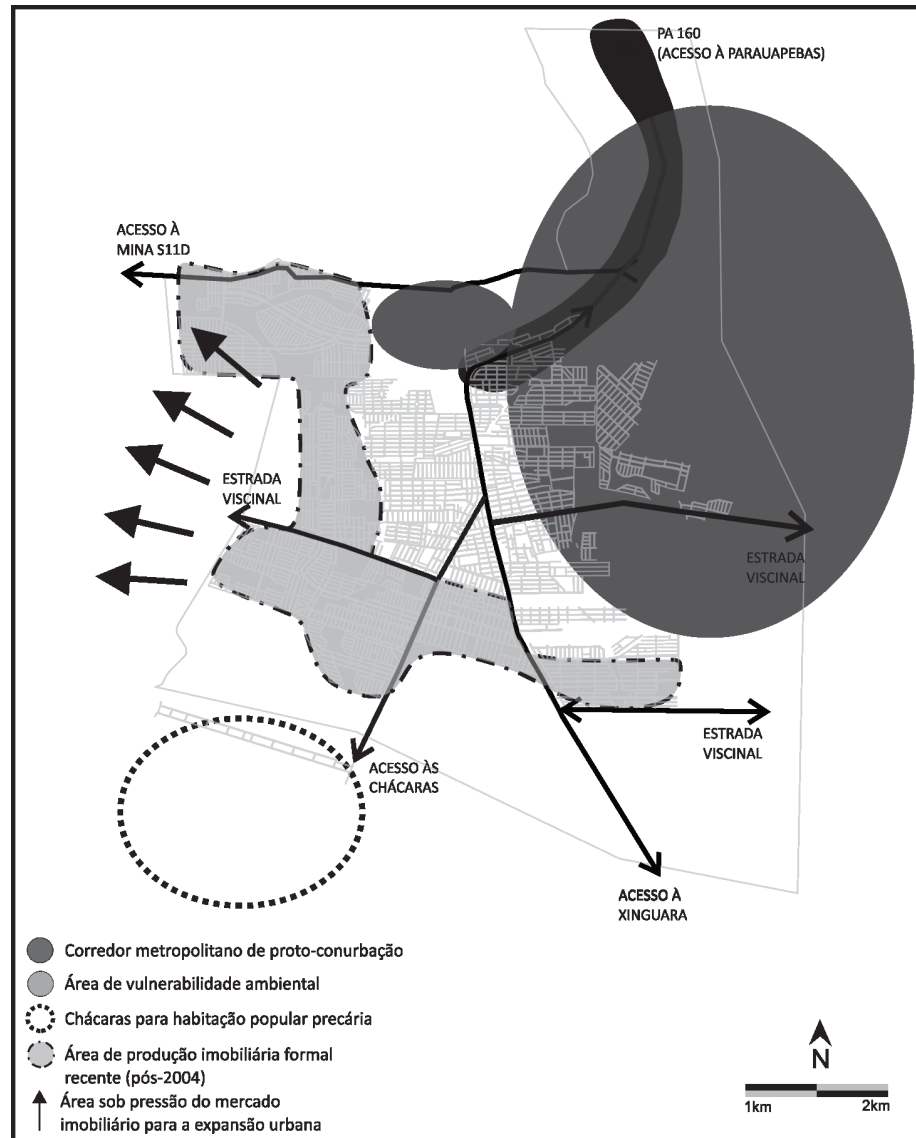 PA 160
(ACESSO À PARAUAPEBAS)
ACESSO À
MINA S11D
ESTRADA
VISCINAL
ESTRADA
VISCINAL
ESTRADA
VISCINAL
ACESSO ÀS
CHÁCARAS
ACESSO À
XINGUARA
Corredor metropolitano de proto-conurbação
Área de vulnerabilidade ambiental
Chácaras para habitação popular precária
Área de produção imobiliária formal
recente (pós-2004)
Área sob pressão do mercado
imobiliário para a expansão urbana
N
1km 2km